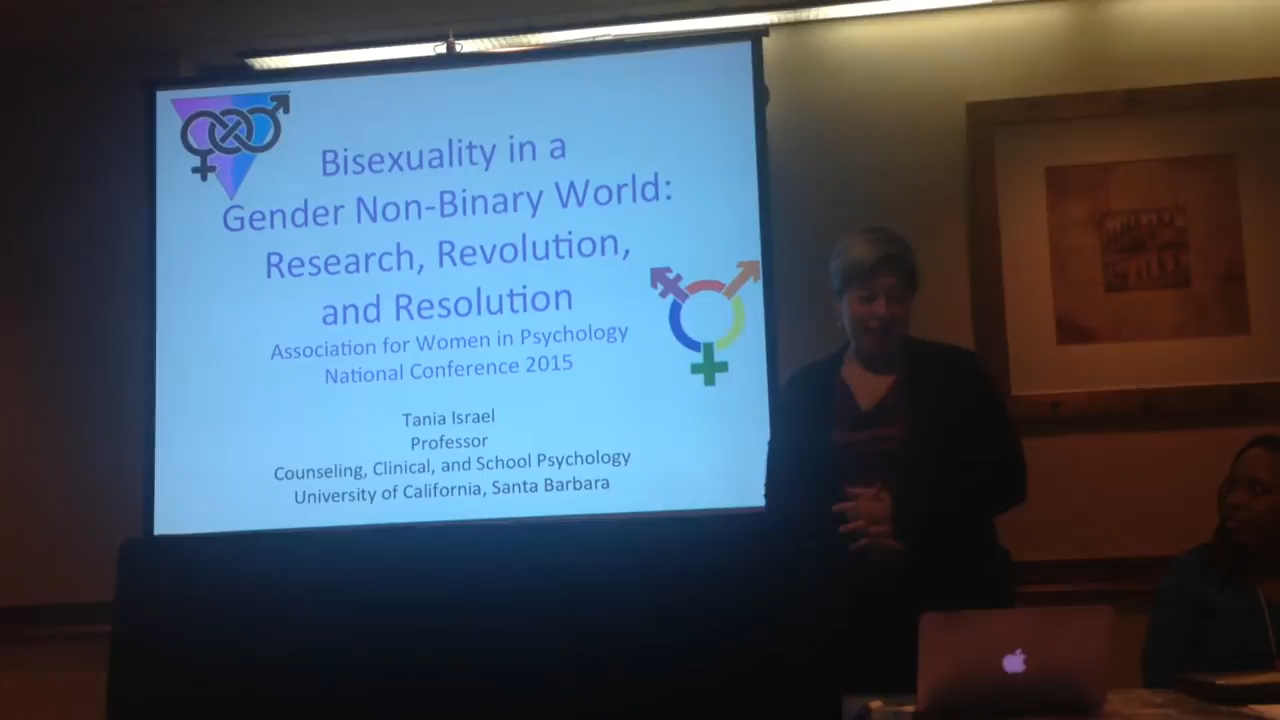 Bisexuality in a
Gender Non-Binary World:
Research, Revolution,
and Resolution
Association for Women in Psychology
National Conference 2015
Tania Israel
Professor
Counseling, Clinical, and School Psychology
University of California, Santa Barbara